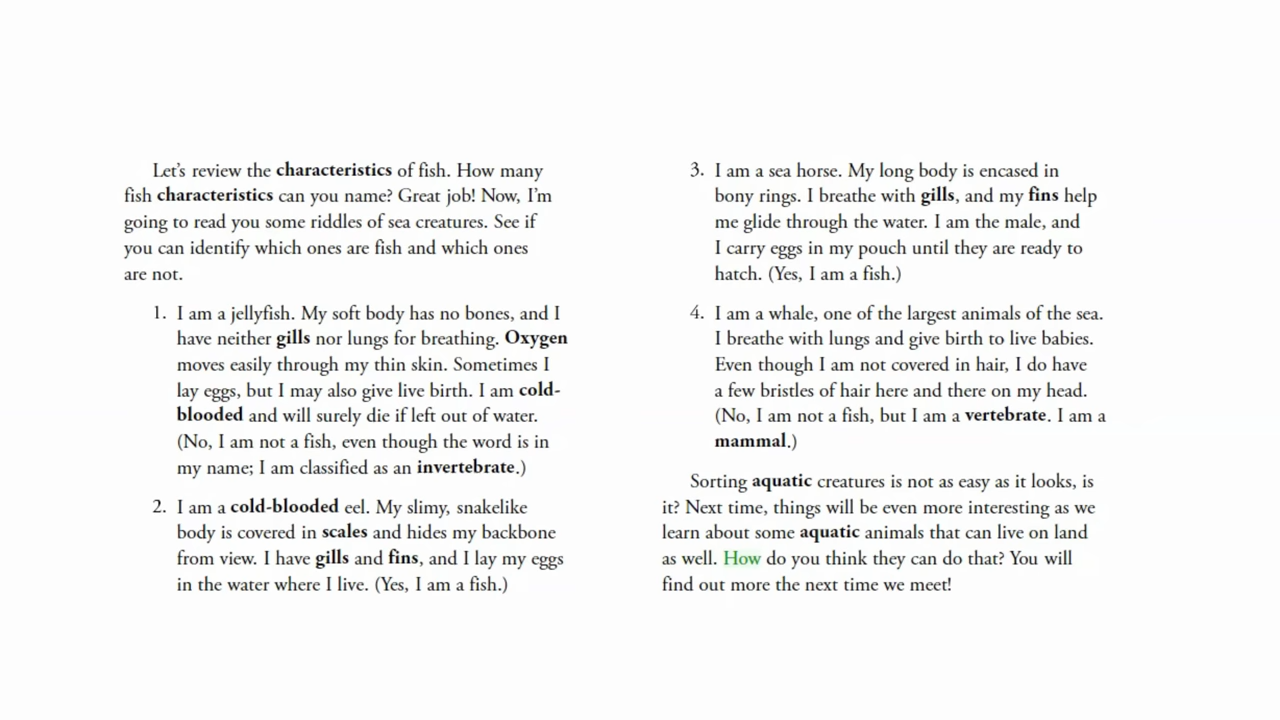 Let's review the characteristics of fish. How many
fish characteristics can you name? Great job! Now, I'm
going to read you some riddles of sea creatures. See if
you can identify which ones are fish and which ones
are not.
1. I am a jellyfish. My soft body has no bones, and I
have neither gills nor lungs for breathing. Oxygen
moves easily through my thin skin. Sometimes I
lay eggs, but I may also give live birth. I am cold-
blooded and will surely die if left out of water.
(No, I am not a fish, even though the word is in
my name; I am classified as an invertebrate.)
2. I am a cold-blooded eel. My slimy, snakelike
body is covered in scales and hides my backbone
from view. I have gills and fins, and I lay my eggs
in the water where I live. (Yes, I am a fish.)
3. I am a sea horse. My long body is encased in
bony rings. I breathe with gills, and my fins help
me glide through the water. I am the male, and
I carry eggs in my pouch until they are ready to
hatch. (Yes, I am a fish.)
4. I am a whale, one of the largest animals of the sea.
I breathe with lungs and give birth to live babies.
Even though I am not covered in hair, I do have
a few bristles of hair here and there on my head.
(No, I am not a fish, but I am a vertebrate. I am a
mammal.)
Sorting aquatic creatures is not as easy as it looks, is
it? Next time, things will be even more interesting as we
learn about some aquatic animals that can live on land
as well. How do you think they can do that? You will
find out more the next time we meet!